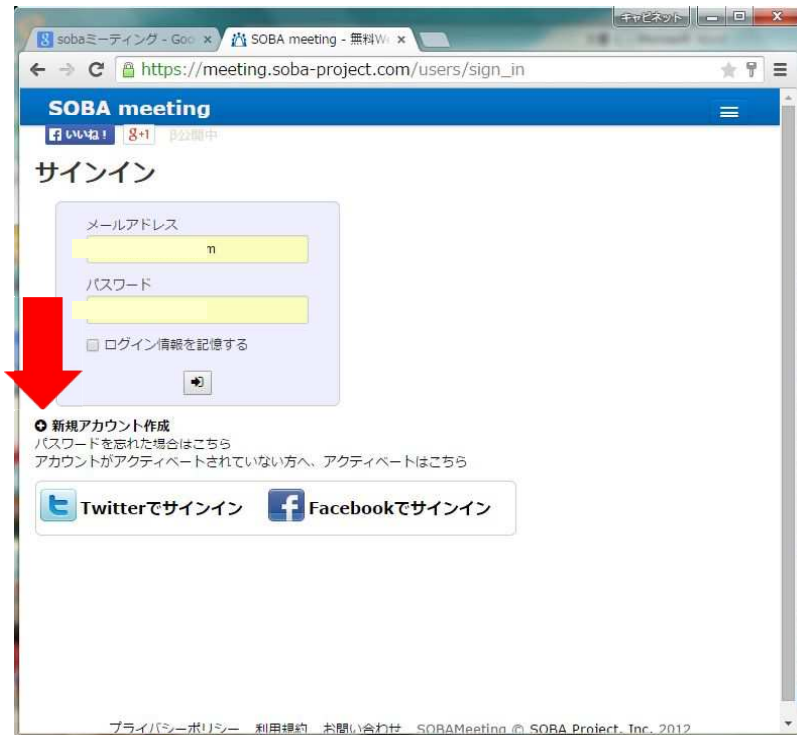 キャビネット
sobaミーティング - Goo
SOBA meeting - 無料W
https://meeting.soba-project.com/users/sign_in
SOBA meeting
いいね！ g+1 β公開中
サインイン
メールアドレス
m
パスワード
ログイン情報を記憶する
新規アカウント作成
パスワードを忘れた場合はこちら
アカウントがアクティベートされていない方へ、アクティベートはこちら
Twitterでサインイン Facebookでサインイン
プライバシーポリシー 利用規約 お問い合わせ SOBAMeeting © SOBA Project, Inc. 2012